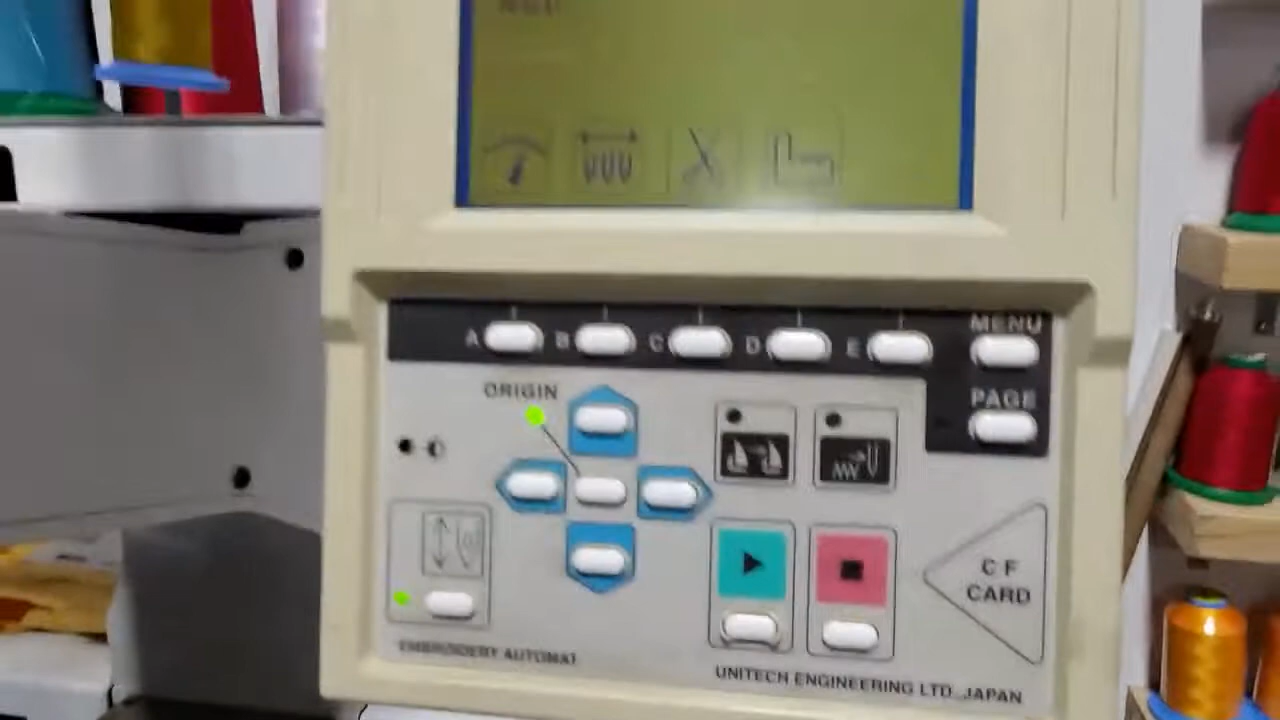 A B C D E MENU
PAGE
ORIGIN
C F
CARD
EMBROIDERY AUTOMAT
UNITECH ENGINEERING LTD. JAPAN